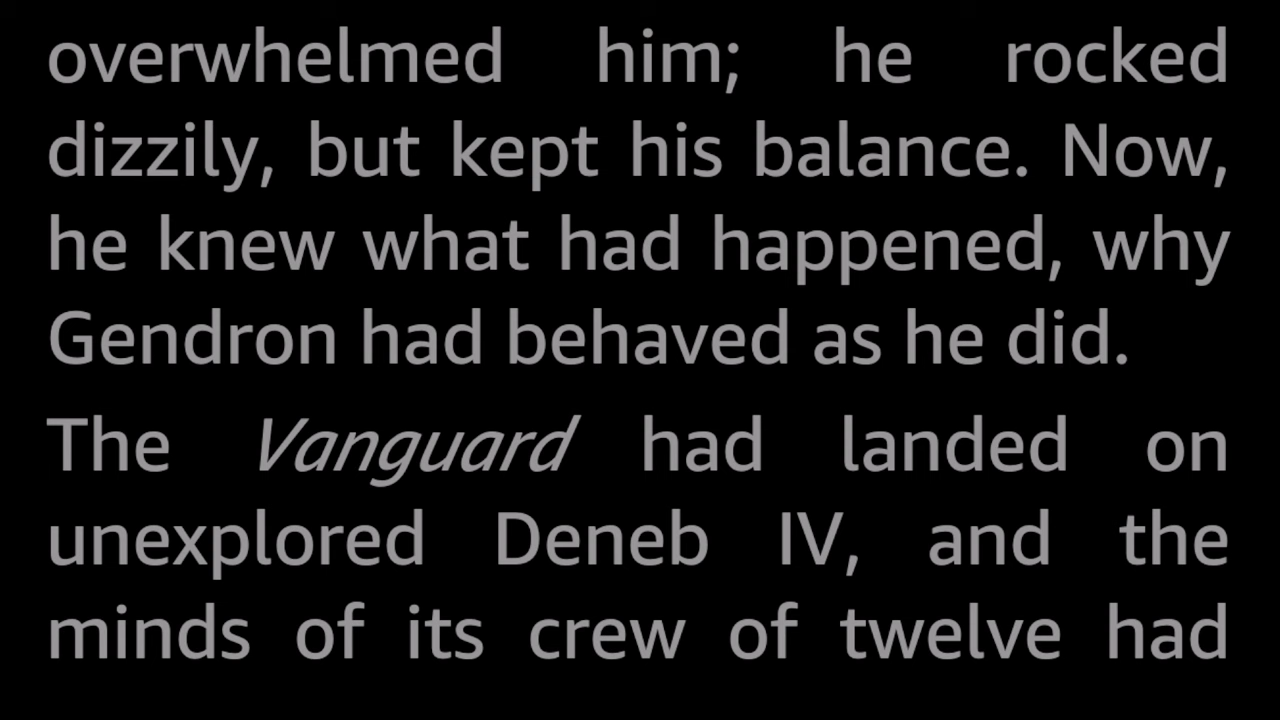 overwhelmed him; he rocked
dizzily, but kept his balance. Now,
he knew what had happened, why
Gendron had behaved as he did.
The Vanguard had landed on
unexplored Deneb IV, and the
minds of its crew of twelve had